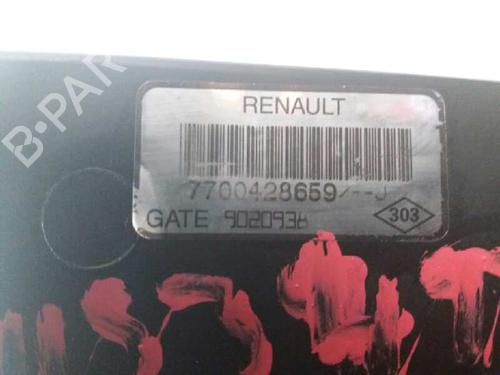 B-PAR
RENAULT
7700428659/--J
GATE 9020936
303